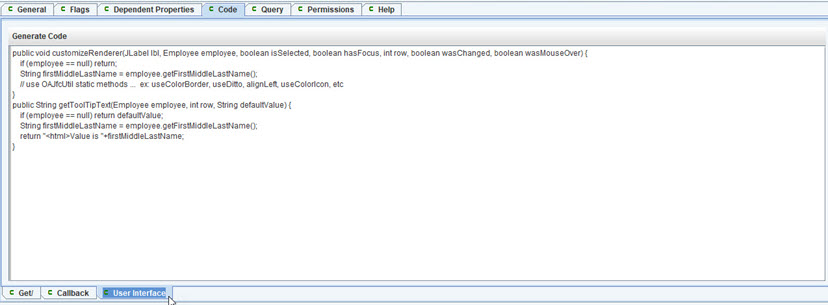 General Flags Dependent Properties Code Query Permissions Help
Generate Code
public void customizeRenderer(JLabel lbl, Employee employee, boolean isSelected, boolean hasFocus, int row, boolean wasChanged, boolean wasMouseOver) {
if (employee == null) return;
String firstMiddleLastName = employee.getFirstMiddleLastName();
// use OAJfcUtil static methods ... ex: useColorBorder, useDitto, alignLeft, useColorIcon, etc
}
public String getToolTipText(Employee employee, int row, String defaultValue) {
if (employee == null) return defaultValue;
String firstMiddleLastName = employee.getFirstMiddleLastName();
return "<html>Value is "+firstMiddleLastName;
}
Get/ Callback User Interface